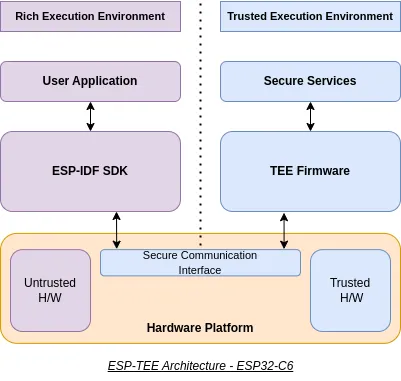 Rich Execution Environment
Trusted Execution Environment
User Application
Secure Services
ESP-IDF SDK
TEE Firmware
Secure Communication
Interface
Untrusted
H/W
Trusted
H/W
Hardware Platform
ESP-TEE Architecture - ESP32-C6